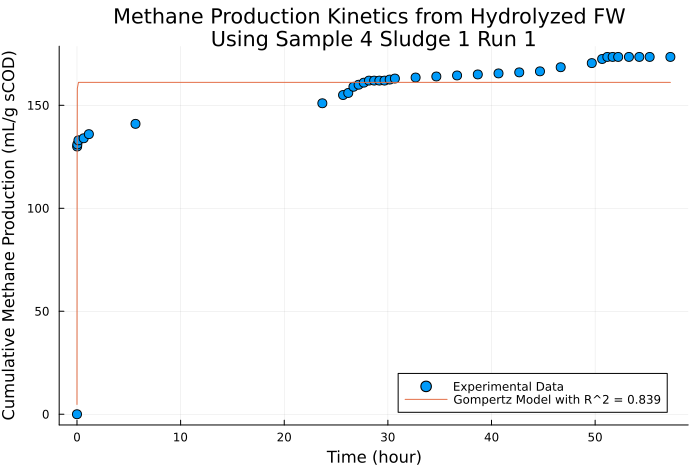 Methane Production Kinetics from Hydrolyzed FW
Using Sample 4 Sludge 1 Run 1
Cumulative Methane Production (mL/g sCOD)
150
100
50
0
0 10 20 30 40 50
Time (hour)
Experimental Data
Gompertz Model with R^2 = 0.839